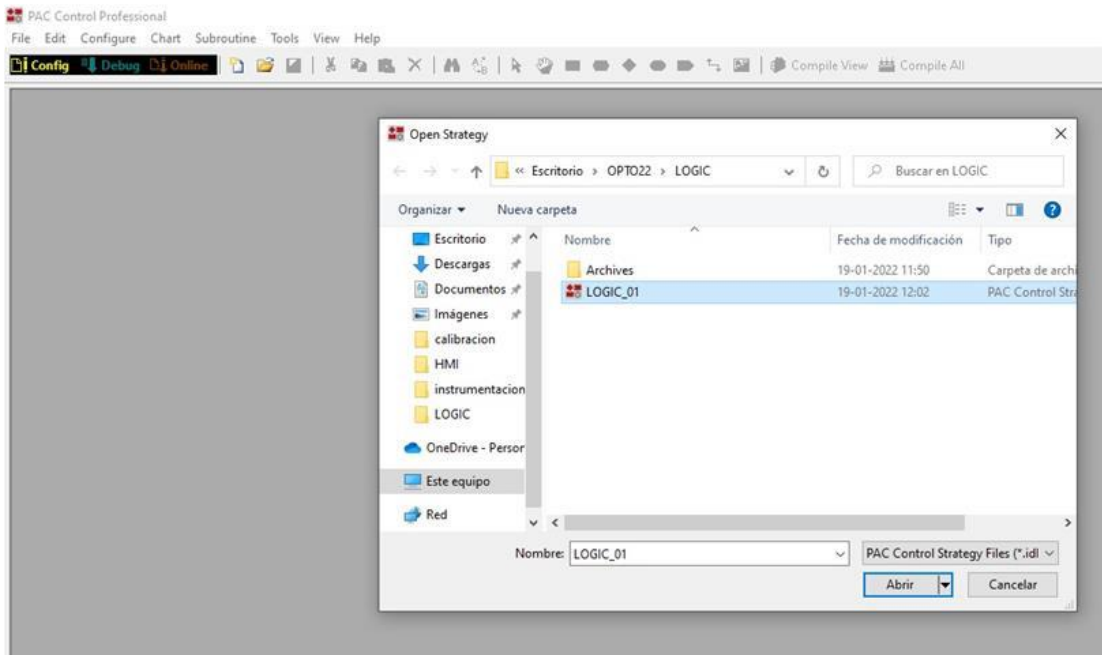 PAC Control Professional
File Edit Configure Chart Subroutine Tools View Help
Config Debug Online Compile View Compile All
Open Strategy
« Escritorio › OPTO22 › LOGIC
Buscar en LOGIC
Organizar Nueva carpeta
Nombre Fecha de modificación Tipo
Escritorio
Descargas
Documentos
Imágenes
calibracion
HMI
instrumentacion
LOGIC
OneDrive - Person
Este equipo
Red
Archives 19-01-2022 11:50 Carpeta de archi
LOGIC_01 19-01-2022 12:02 PAC Control Stra
Nombre: LOGIC_01 PAC Control Strategy Files (*.idl
Abrir Cancelar